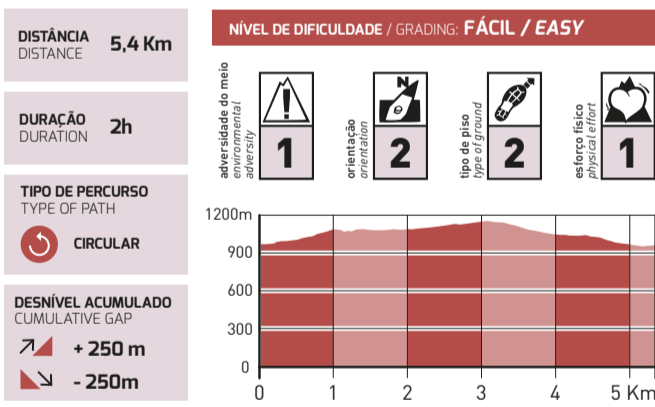 DISTÂNCIA
DISTANCE
5,4 Km
DURAÇÃO
DURATION
2h
TIPO DE PERCURSO
TYPE OF PATH
CIRCULAR
DESNÍVEL ACUMULADO
CUMULATIVE GAP
+ 250 m
- 250m
NÍVEL DE DIFICULDADE / GRADING: FÁCIL / EASY
adversidade do meio
environmental
adversity
1
orientação
orientation
N
2
tipo de piso
type of ground
2
esforço físico
physical effort
1
1200m
900
600
300
0
0 1 2 3 4 5 Km